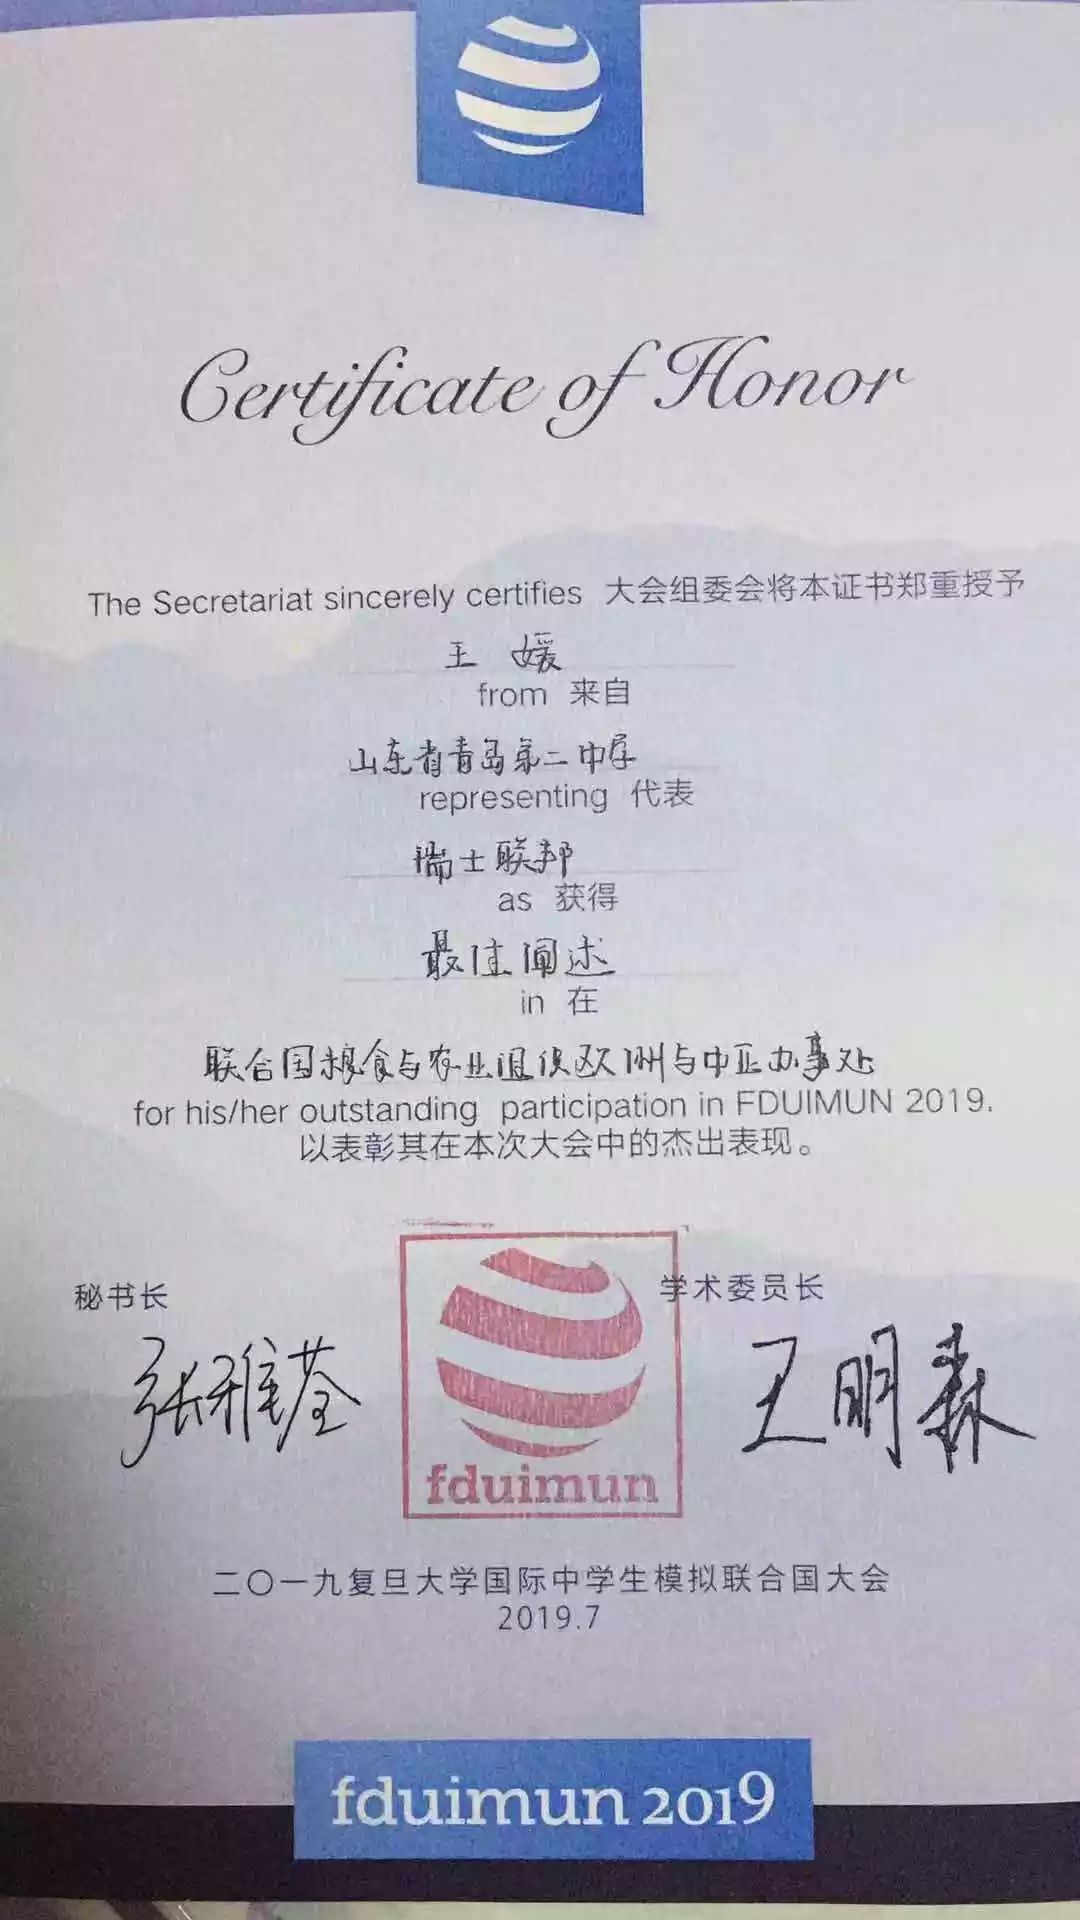 Certificate of Honor
The Secretariat sincerely certifies 大会组委会将本证书郑重授予
王 媛
from 来自
山东省青岛第二中学
representing 代表
瑞士联邦
as 获得
最佳阐述
in 在
联合国粮食与农业组织欧洲与中亚办事处
for his/her outstanding participation in FDUIMUN 2019.
以表彰其在本次大会中的杰出表现。
秘书长
学术委员长
张雅荃
王明森
fduimun
二〇一九复旦大学国际中学生模拟联合国大会
2019.7
fduimun 2019